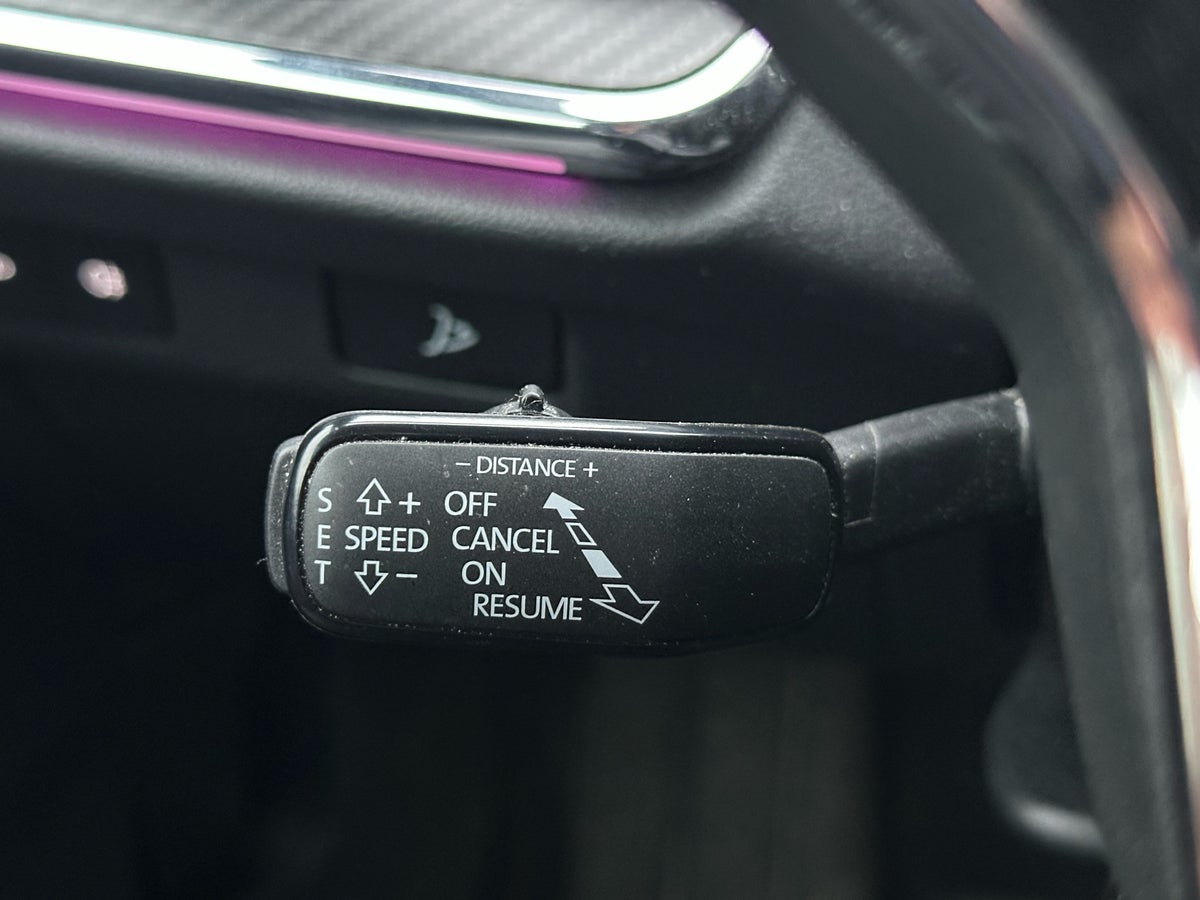 – DISTANCE +
S + OFF
E SPEED CANCEL
T – ON
RESUME